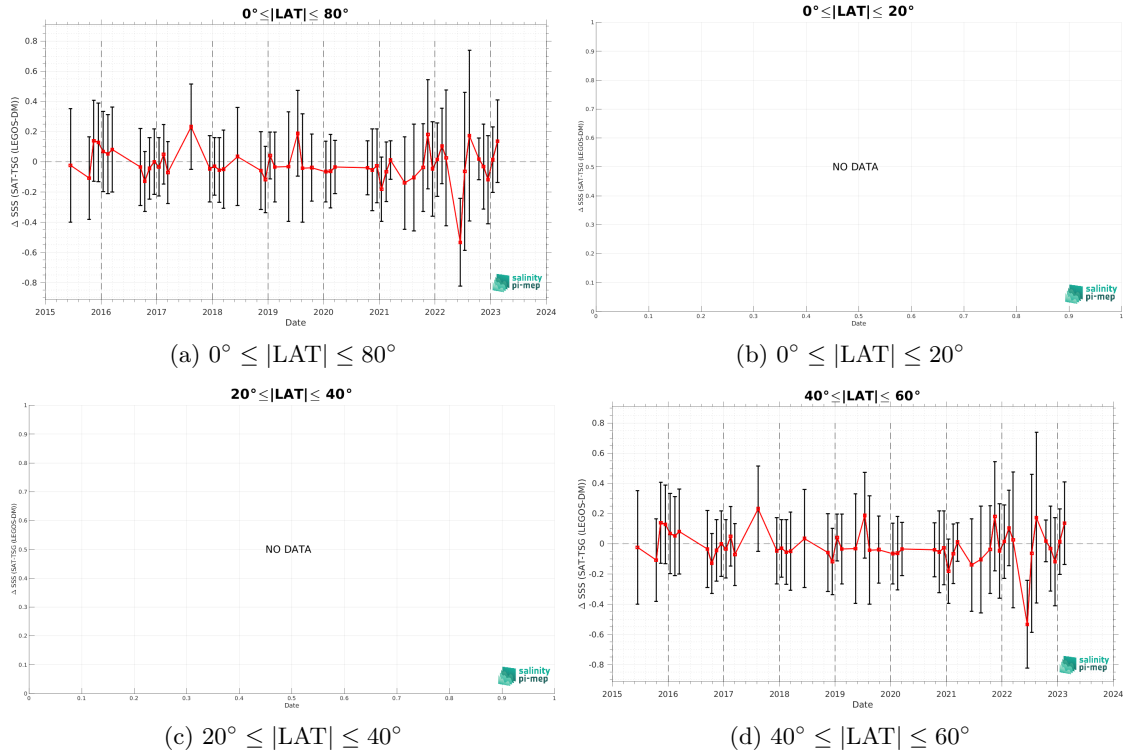 0°≤|LAT|≤ 80°
Δ SSS (SAT-TSG (LEGOS-DM))
0.8
0.6
0.4
0.2
0
-0.2
-0.4
-0.6
-0.8
2015 2016 2017 2018 2019 2020 2021 2022 2023 2024
Date
salinity
pi-mep
(a) 0° ≤ |LAT| ≤ 80°
0°≤|LAT|≤ 20°
Δ SSS (SAT-TSG (LEGOS-DM))
1
0.9
0.8
0.7
0.6
0.5
0.4
0.3
0.2
0.1
0
NO DATA
0 0.1 0.2 0.3 0.4 0.5 0.6 0.7 0.8 0.9 1
Date
salinity
pi-mep
(b) 0° ≤ |LAT| ≤ 20°
20°≤|LAT|≤ 40°
Δ SSS (SAT-TSG (LEGOS-DM))
1
0.9
0.8
0.7
0.6
0.5
0.4
0.3
0.2
0.1
0
NO DATA
0 0.1 0.2 0.3 0.4 0.5 0.6 0.7 0.8 0.9 1
Date
salinity
pi-mep
(c) 20° ≤ |LAT| ≤ 40°
40°≤|LAT|≤ 60°
Δ SSS (SAT-TSG (LEGOS-DM))
0.8
0.6
0.4
0.2
0
-0.2
-0.4
-0.6
-0.8
2015 2016 2017 2018 2019 2020 2021 2022 2023 2024
Date
salinity
pi-mep
(d) 40° ≤ |LAT| ≤ 60°